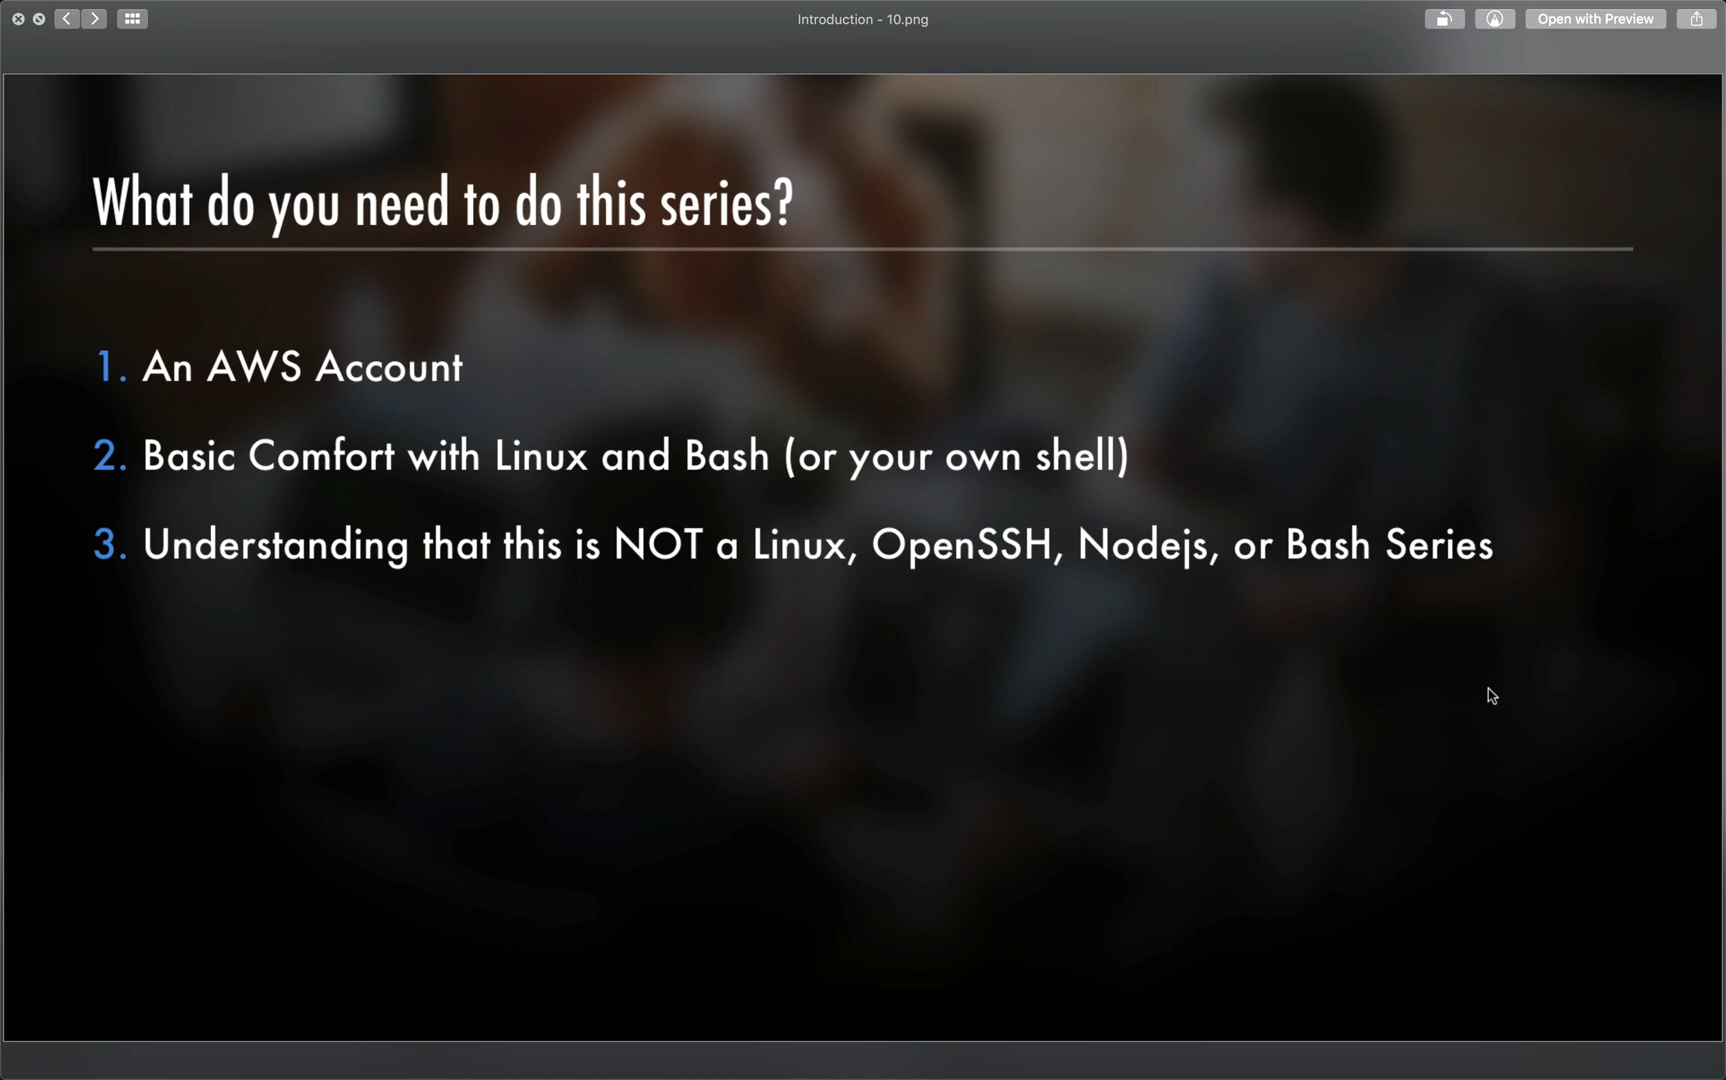 Introduction - 10.png
Open with Preview
What do you need to do this series?
1. An AWS Account
2. Basic Comfort with Linux and Bash (or your own shell)
3. Understanding that this is NOT a Linux, OpenSSH, Nodejs, or Bash Series